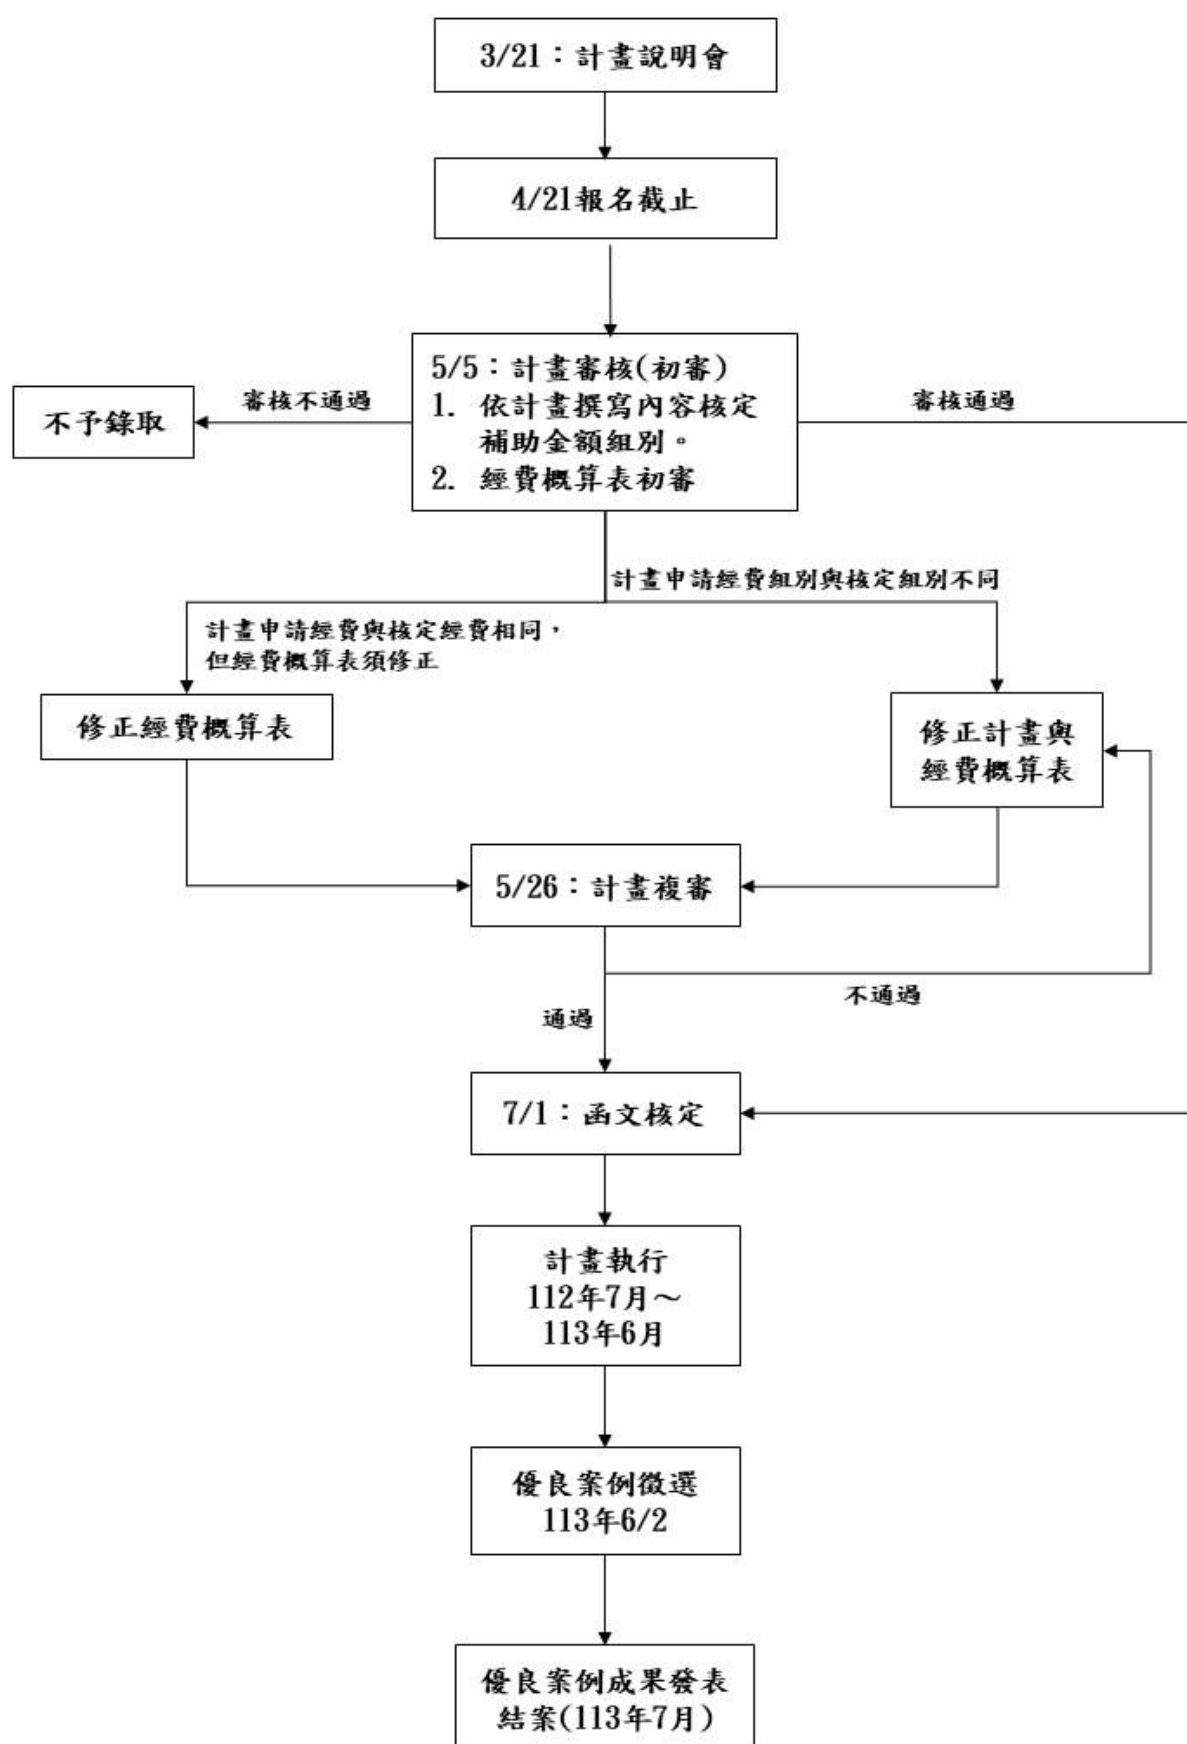 3/21：計畫說明會
4/21報名截止
5/5：計畫審核(初審)
1. 依計畫撰寫內容核定
補助金額組別。
2. 經費概算表初審
審核不通過
不予錄取
審核通過
計畫申請經費組別與核定組別不同
計畫申請經費與核定經費相同，
但經費概算表須修正
修正經費概算表
修正計畫與
經費概算表
5/26：計畫複審
不通過
通過
7/1：函文核定
計畫執行
112年7月～
113年6月
優良案例徵選
113年6/2
優良案例成果發表
結案(113年7月)